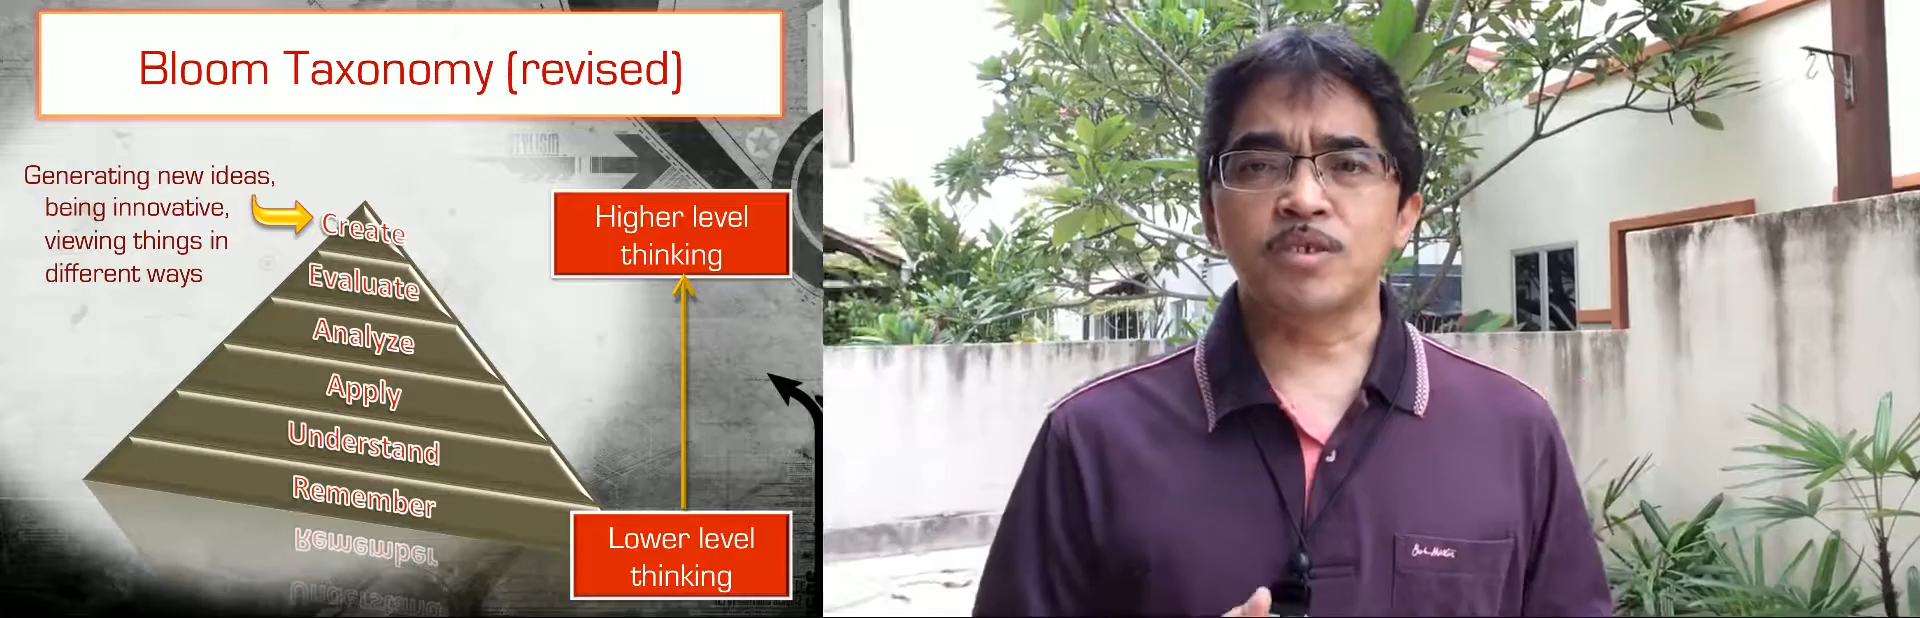 Bloom Taxonomy (revised)
Generating new ideas,
being innovative,
viewing things in
different ways
Create
Evaluate
Analyze
Apply
Understand
Remember
Higher level
thinking
Lower level
thinking